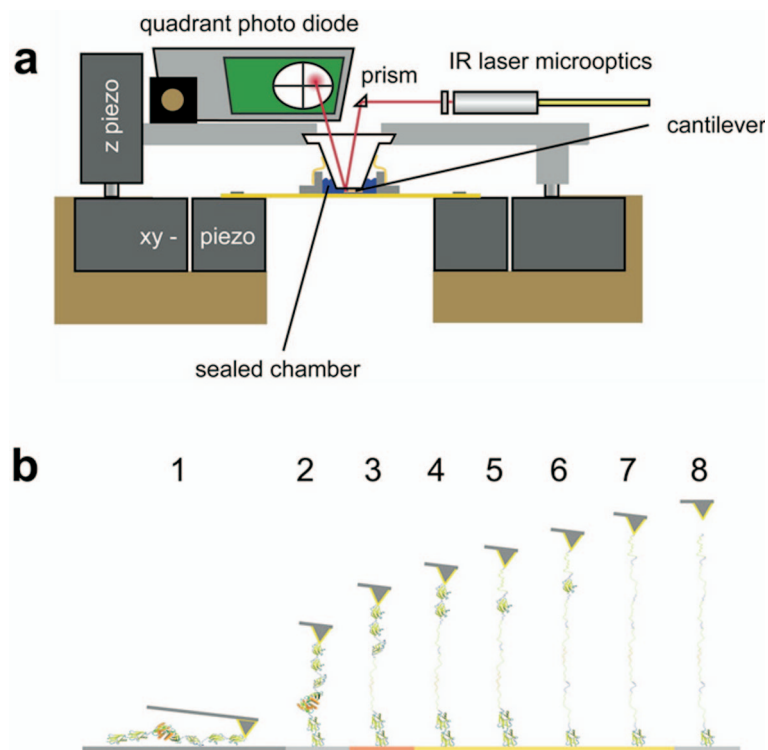 quadrant photo diode
a
prism
IR laser microoptics
z piezo
cantilever
xy - piezo
sealed chamber
b
1 2 3 4 5 6 7 8